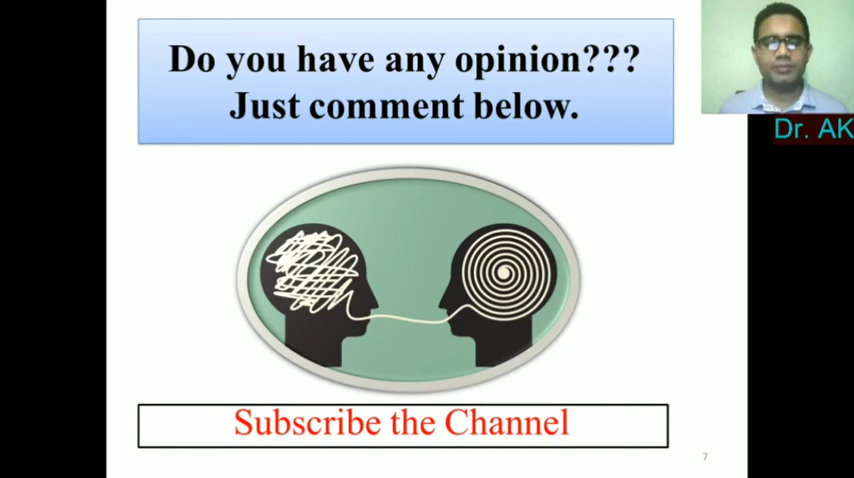 Do you have any opinion???
Just comment below.
Dr. AK
Subscribe the Channel
7